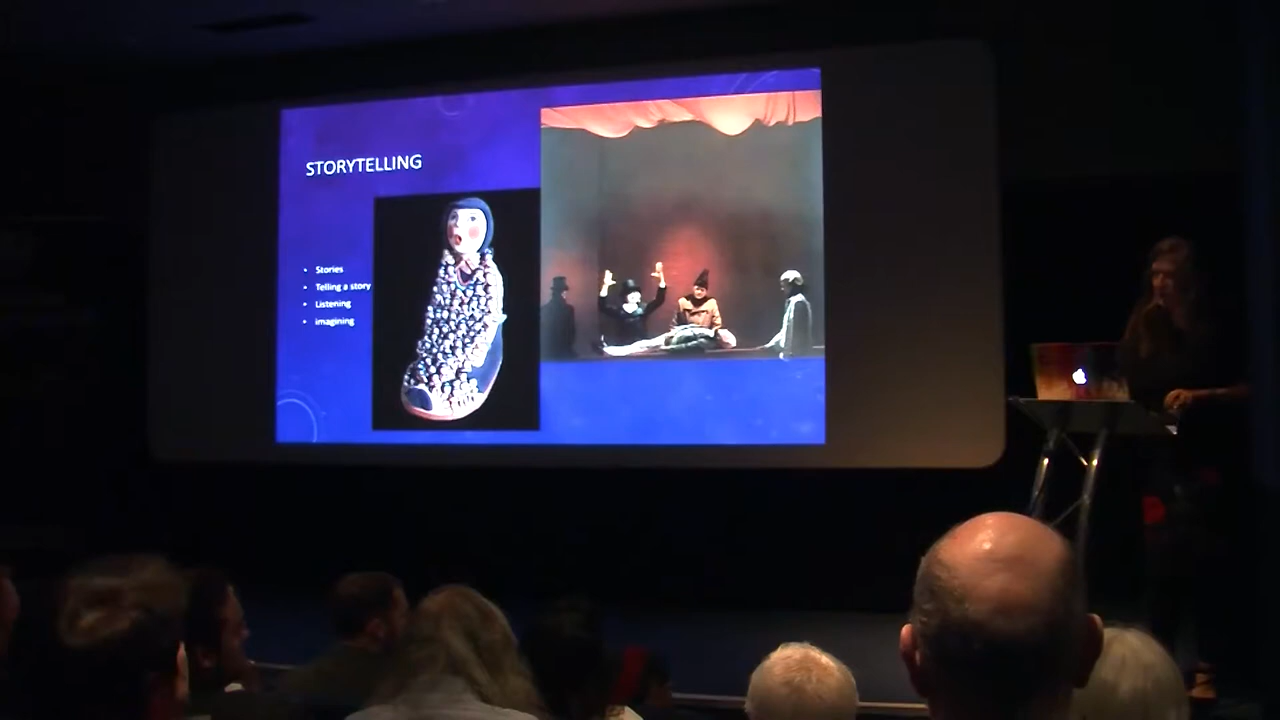 STORYTELLING
• Stories
• Telling a story
• Listening
• imagining